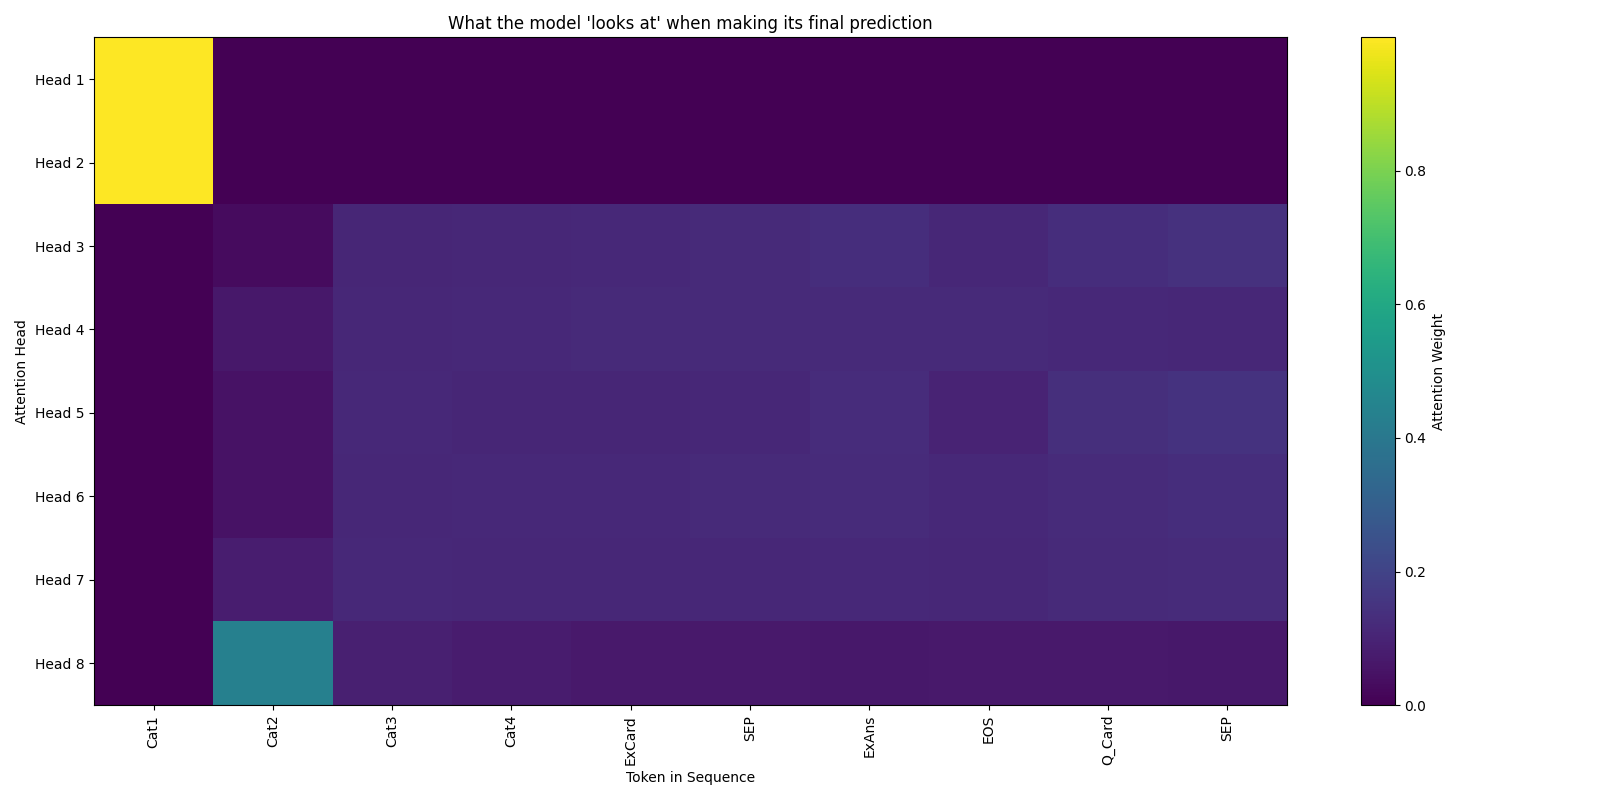 What the model 'looks at' when making its final prediction
Head 1
Head 2
Head 3
Head 4
Head 5
Head 6
Head 7
Head 8
Attention Head
Cat1
Cat2
Cat3
Cat4
ExCard
SEP
ExAns
EOS
Q_Card
SEP
Token in Sequence
0.8
0.6
0.4
0.2
0.0
Attention Weight